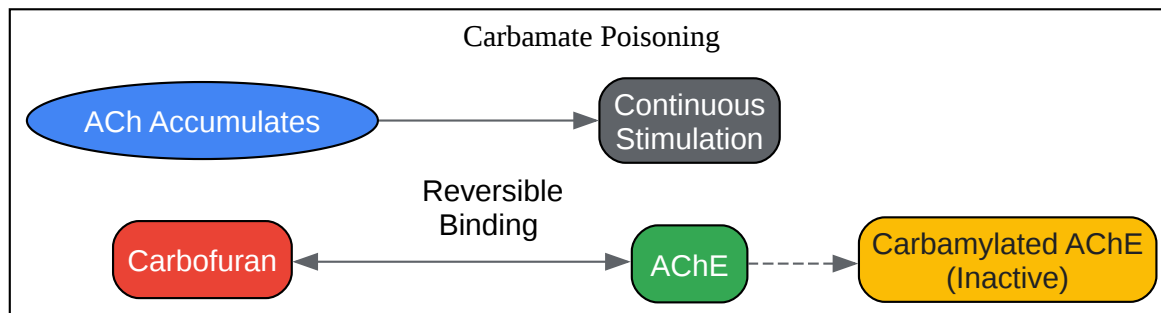 Carbamate Poisoning
ACh Accumulates
Continuous
Stimulation
Reversible
Binding
Carbofuran
AChE
Carbamylated AChE
(Inactive)